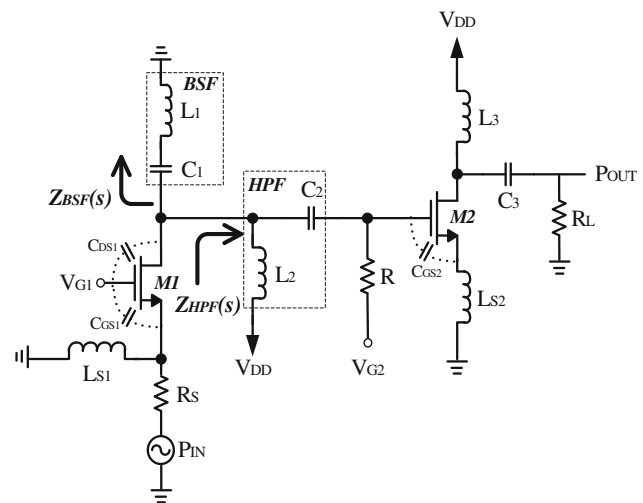 VDD
BSF
L1
L3
C1
ZBSF(s)
HPF
C2
C3
POUT
M2
RL
CDS1
VG1
M1
CGS1
ZHPF(s)
L2
R
CGS2
LS2
VDD
VG2
LS1
RS
PIN